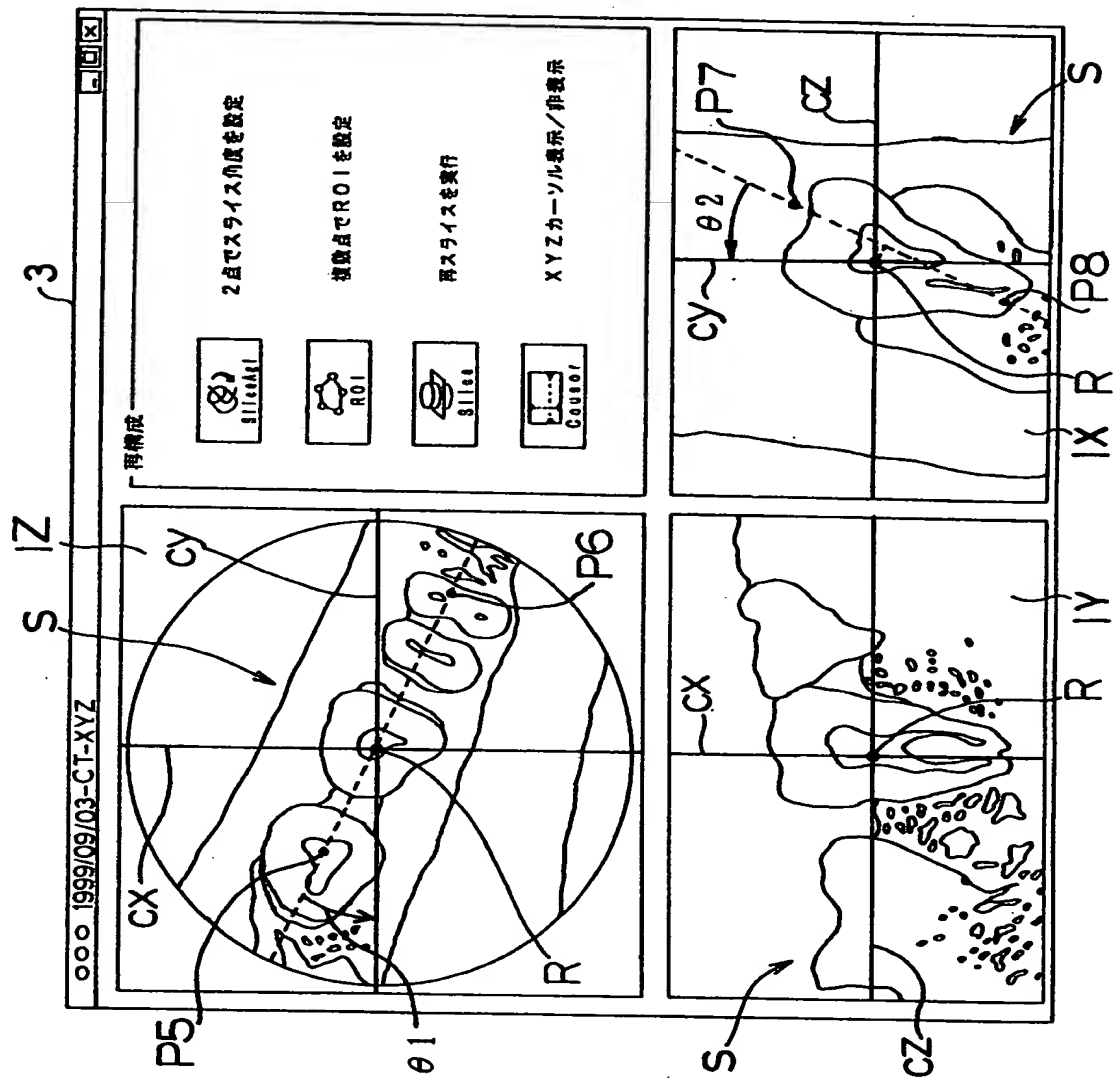 3
○○○ 1999/09/03-CT-XYZ
S
IZ
CX
CY
P5
θ1
R
P6
再構成
SliceAgl
2点でスライス角度を設定
ROI
複数点でROIを設定
Slice
再スライスを実行
Cousor
XYZカーソル表示/非表示
S
CX
CZ
R
IY
CY
θ2
P7
CZ
S
IX
R
P8